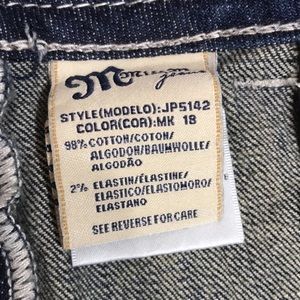 STYLE(MODELO):JP5142
COLOR(COR):MK 18
98% COTTON/COTON/
ALGODON/BAUMWOLLE/
ALGODÃO
2% ELASTIN/ÉLASTINE/
ELASTICO/ELASTOMORO/
ELASTANO
SEE REVERSE FOR CARE